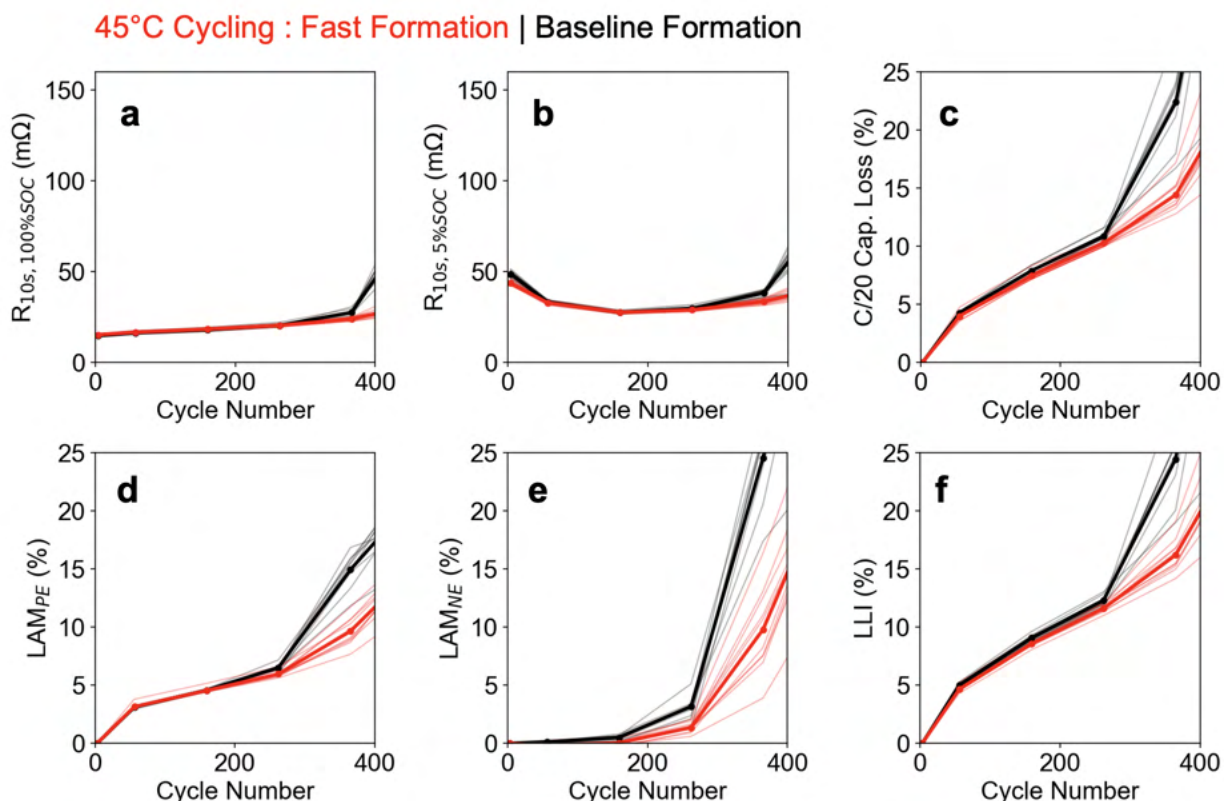 45°C Cycling : Fast Formation | Baseline Formation
a
R10s, 100%SOC (mΩ)
150
100
50
0
0
200
400
Cycle Number
b
R10s, 5%SOC (mΩ)
150
100
50
0
0
200
400
Cycle Number
c
C/20 Cap. Loss (%)
25
20
15
10
5
0
0
200
400
Cycle Number
d
LAMPE (%)
25
20
15
10
5
0
0
200
400
Cycle Number
e
LAMNE (%)
25
20
15
10
5
0
0
200
400
Cycle Number
f
LLI (%)
25
20
15
10
5
0
0
200
400
Cycle Number